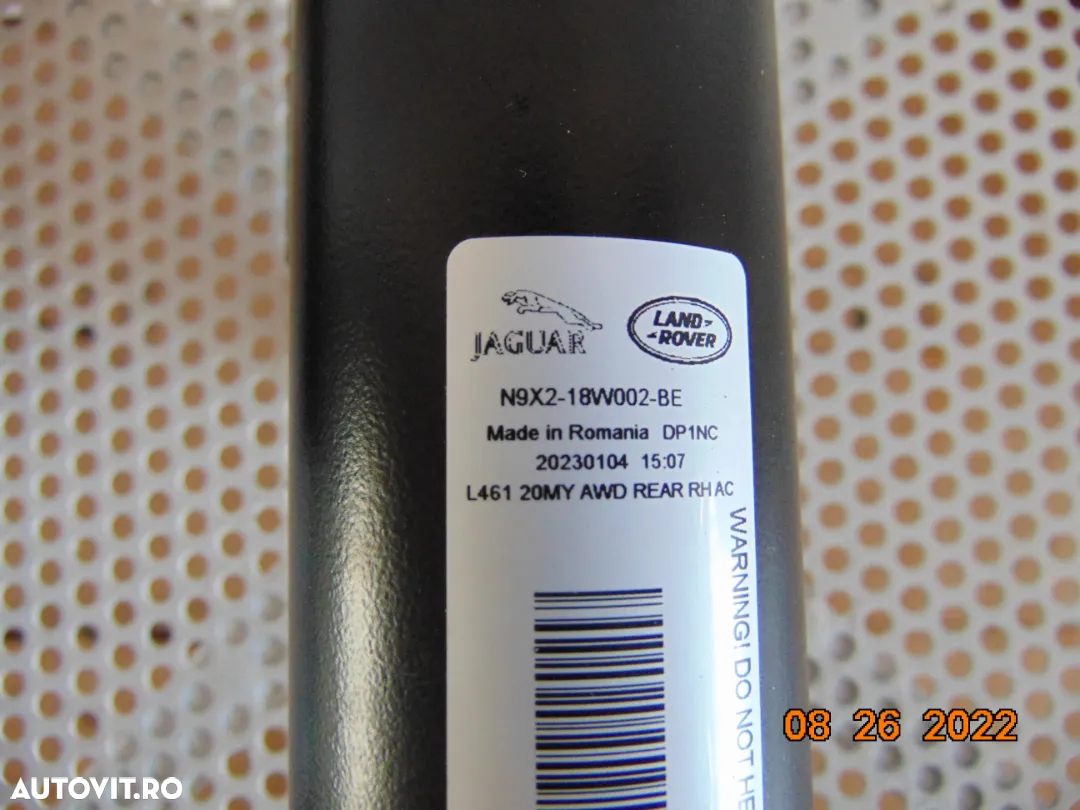 JAGUAR
LAND-
-ROVER
N9X2-18W002-BE
Made in Romania DP1NC
20230104 15:07
L461 20MY AWD REAR RH AC
WARNING! DO NOT HE
08 26 2022
AUTOVIT.RO